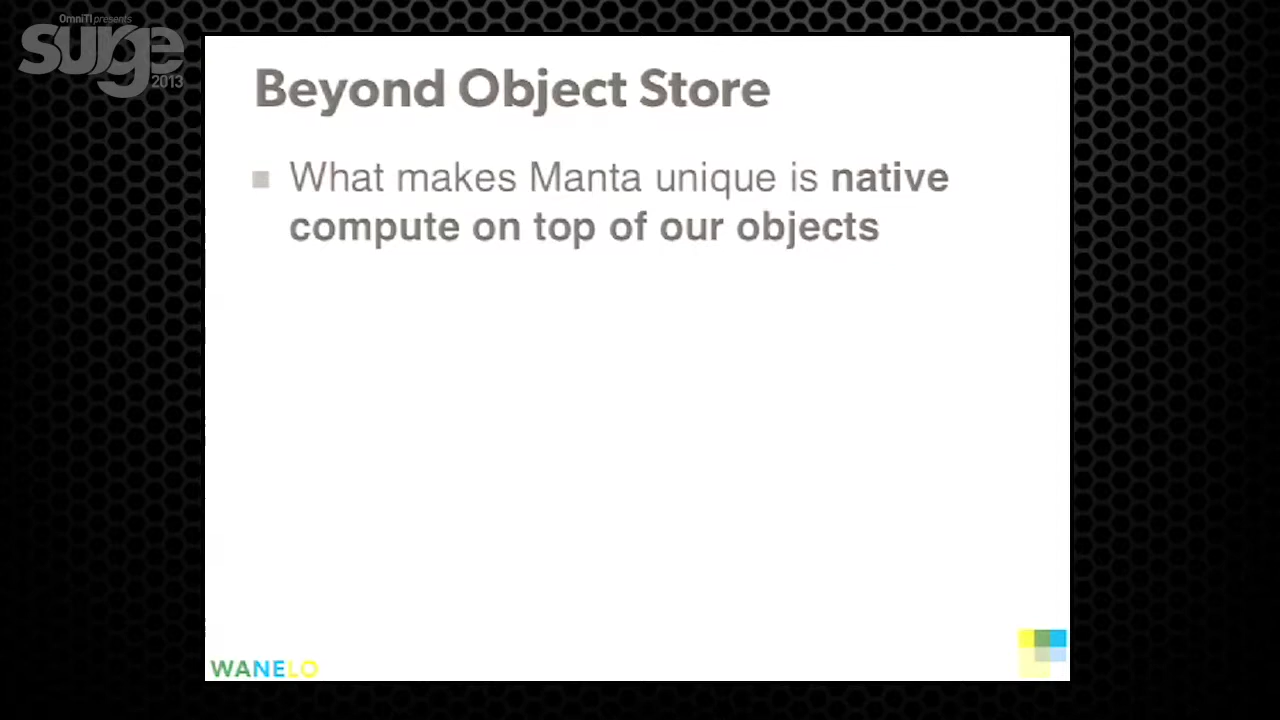 OmniTI presents
surge
2013
Beyond Object Store
What makes Manta unique is native
compute on top of our objects
WANELO